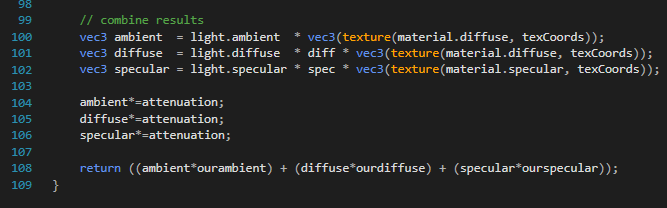 98
99 // combine results
100 vec3 ambient  = light.ambient  * vec3(texture(material.diffuse, texCoords));
101 vec3 diffuse  = light.diffuse  * diff * vec3(texture(material.diffuse, texCoords));
102 vec3 specular = light.specular * spec * vec3(texture(material.specular, texCoords));
103
104 ambient*=attenuation;
105 diffuse*=attenuation;
106 specular*=attenuation;
107
108 return ((ambient*ourambient) + (diffuse*ourdiffuse) + (specular*ourspecular));
109 }